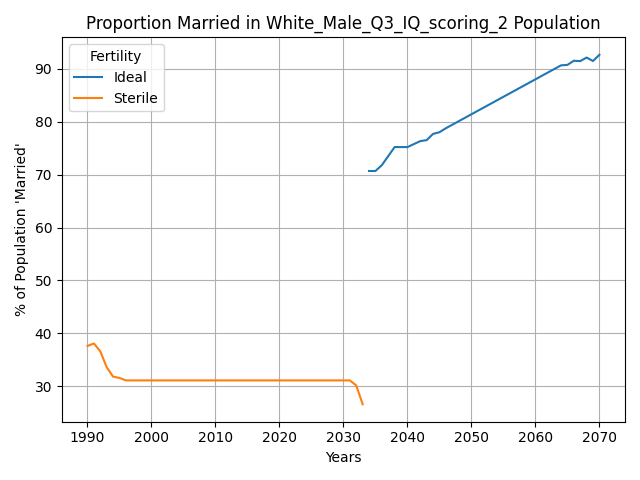 Proportion Married in White_Male_Q3_IQ_scoring_2 Population
% of Population 'Married'
Fertility
Ideal
Sterile
90
80
70
60
50
40
30
1990 2000 2010 2020 2030 2040 2050 2060 2070
Years